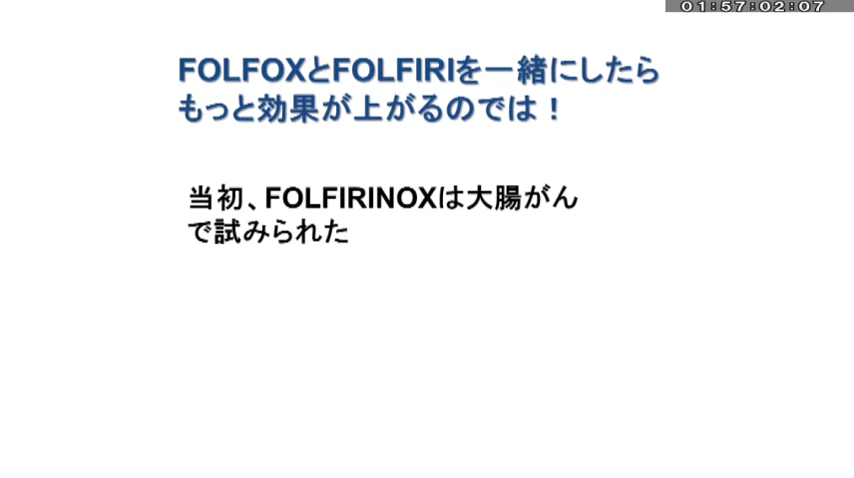 01:57:02:07
FOLFOXとFOLFIRIを一緒にしたら
もっと効果が上がるのでは！
当初、FOLFIRINOXは大腸がん
で試みられた